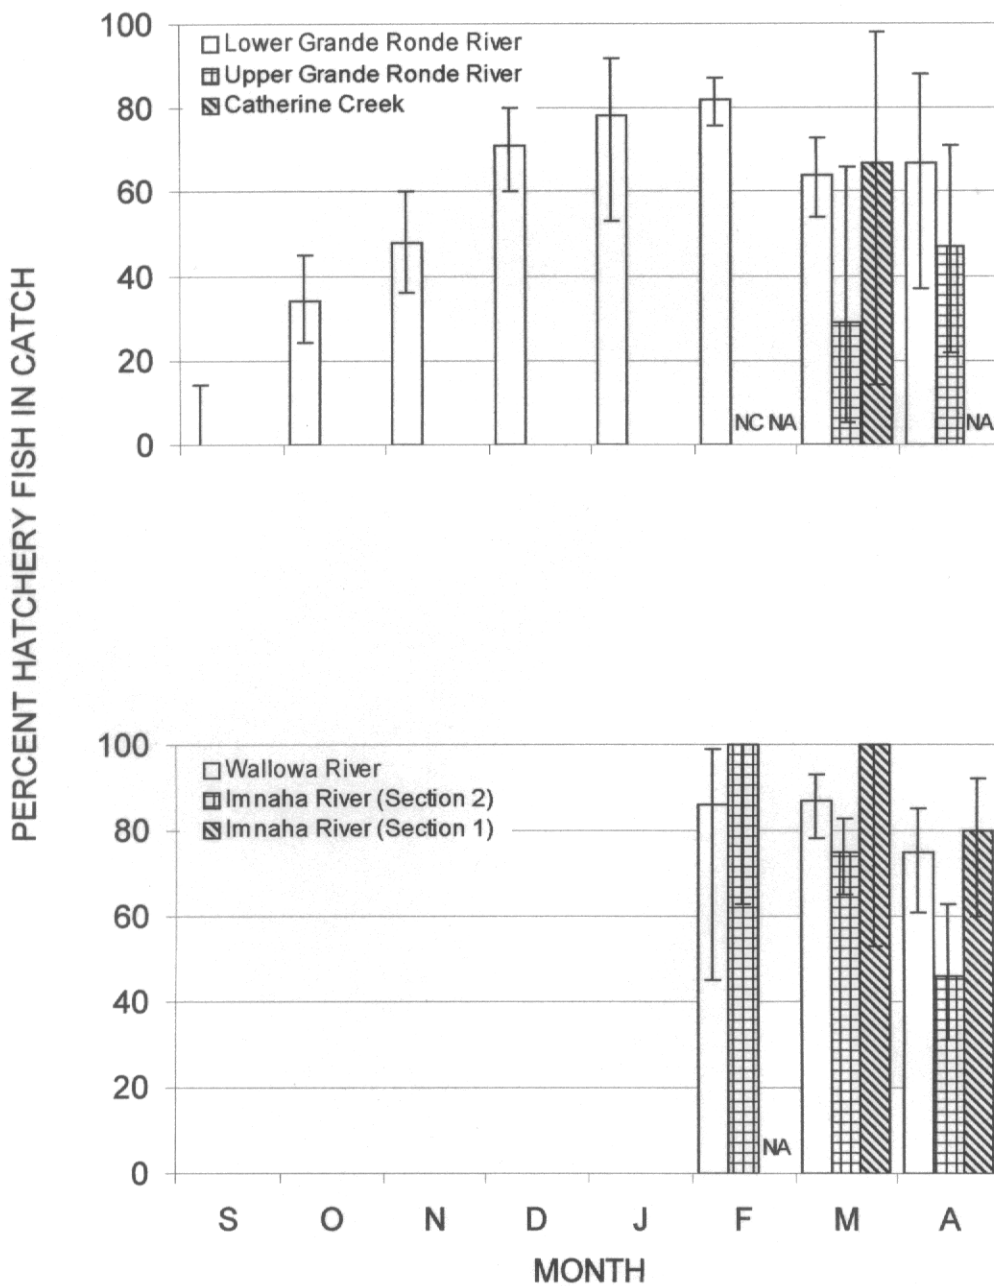 PERCENT HATCHERY FISH IN CATCH
100
80
60
40
20
0
Lower Grande Ronde River
Upper Grande Ronde River
Catherine Creek
NC NA
NA
100
80
60
40
20
0
Wallowa River
Imnaha River (Section 2)
Imnaha River (Section 1)
NA
S O N D J F M A
MONTH